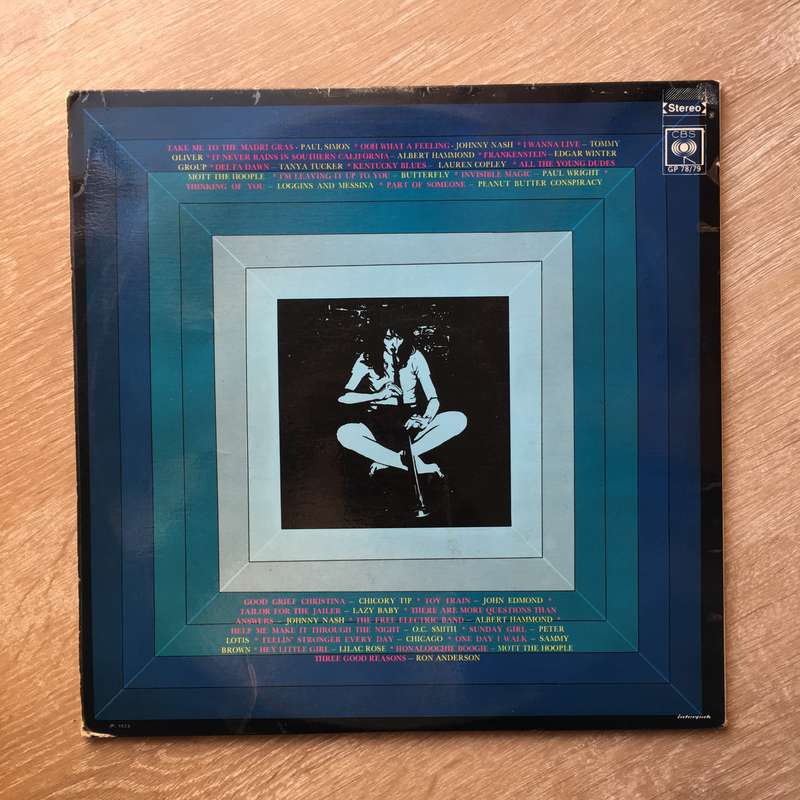 Stereo
CBS
GP 78/79
TAKE ME TO THE MADRI GRAS - PAUL SIMON * OOH WHAT A FEELING - JOHNNY NASH * I WANNA LIVE – TOMMY
OLIVER * IT NEVER RAINS IN SOUTHERN CALIFORNIA – ALBERT HAMMOND * FRANKENSTEIN – EDGAR WINTER
GROUP * DELTA DAWN – TANYA TUCKER * KENTUCKY BLUES – LAUREN COPLEY * ALL THE YOUNG DUDES
MOTT THE HOOPLE * I'M LEAVING IT UP TO YOU – BUTTERFLY * INVISIBLE MAGIC – PAUL WRIGHT *
THINKING OF YOU – LOGGINS AND MESSINA * PART OF SOMEONE – PEANUT BUTTER CONSPIRACY
GOOD GRIEF CHRISTINA – CHICORY TIP * TOY TRAIN – JOHN EDMOND *
TAILOR FOR THE JAILER – LAZY BABY * THERE ARE MORE QUESTIONS THAN
ANSWERS – JOHNNY NASH * THE FREE ELECTRIC BAND – ALBERT HAMMOND *
HELP ME MAKE IT THROUGH THE NIGHT – O.C. SMITH * SUNDAY GIRL – PETER
LOTIS * FEELIN' STRONGER EVERY DAY – CHICAGO * ONE DAY I WALK – SAMMY
BROWN * HEY LITTLE GIRL – LILAC ROSE * HONALOOCHIE BOOGIE – MOTT THE HOOPLE
THREE GOOD REASONS – RON ANDERSON
interpak